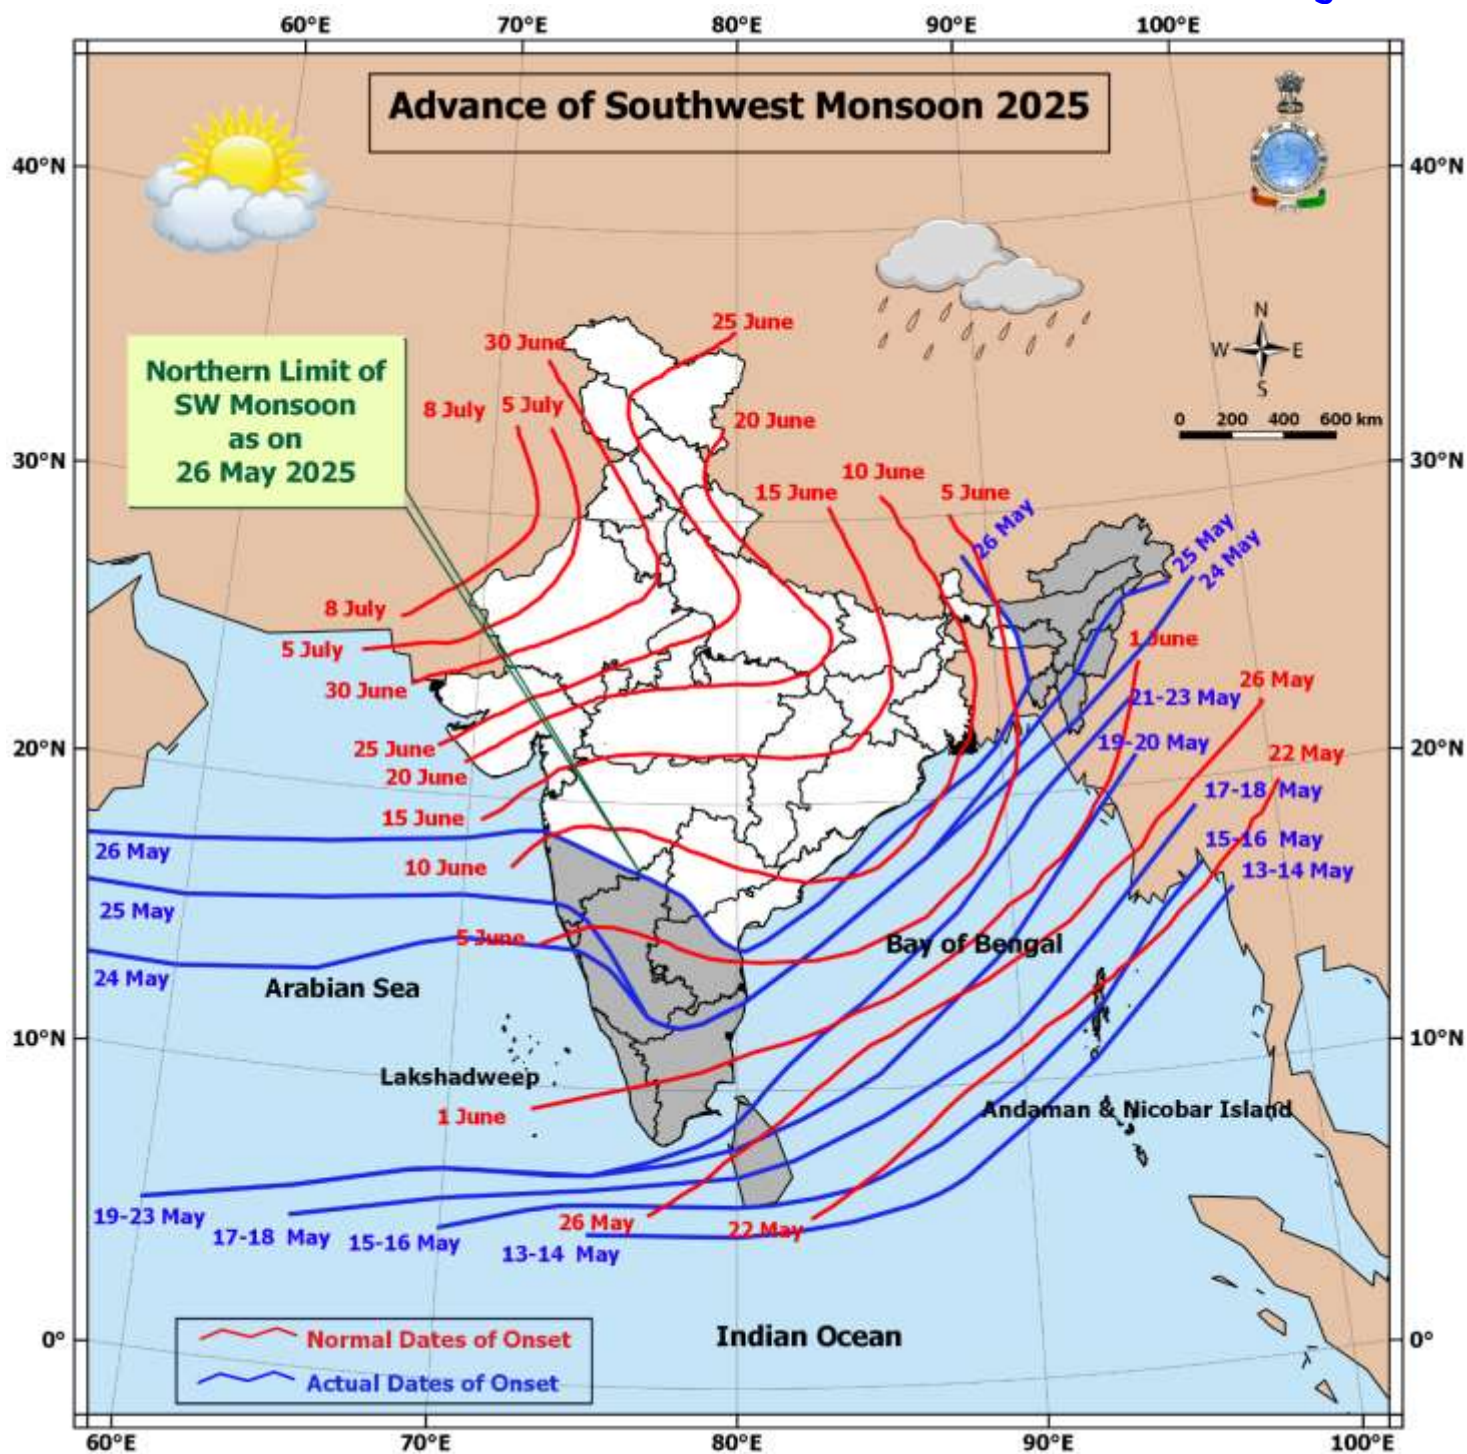 60°E 70°E 80°E 90°E 100°E
Advance of Southwest Monsoon 2025
40°N 40°N
N
W E
S
0 200 400 600 km
Northern Limit of
SW Monsoon
as on
26 May 2025
25 June
30 June
8 July 5 July
20 June
30°N 30°N
10 June
15 June 5 June
26 May
25 May
24 May
8 July
5 July
30 June
1 June
26 May
21-23 May
25 June
20 June
19-20 May
20°N 20°N
22 May
17-18 May
15 June
15-16 May
26 May
10 June
13-14 May
25 May
5 June
Bay of Bengal
24 May
Arabian Sea
10°N 10°N
Lakshadweep
1 June
Andaman & Nicobar Island
19-23 May
17-18 May
15-16 May
13-14 May
26 May
22 May
Normal Dates of Onset
Actual Dates of Onset
Indian Ocean
0° 0°
60°E 70°E 80°E 90°E 100°E